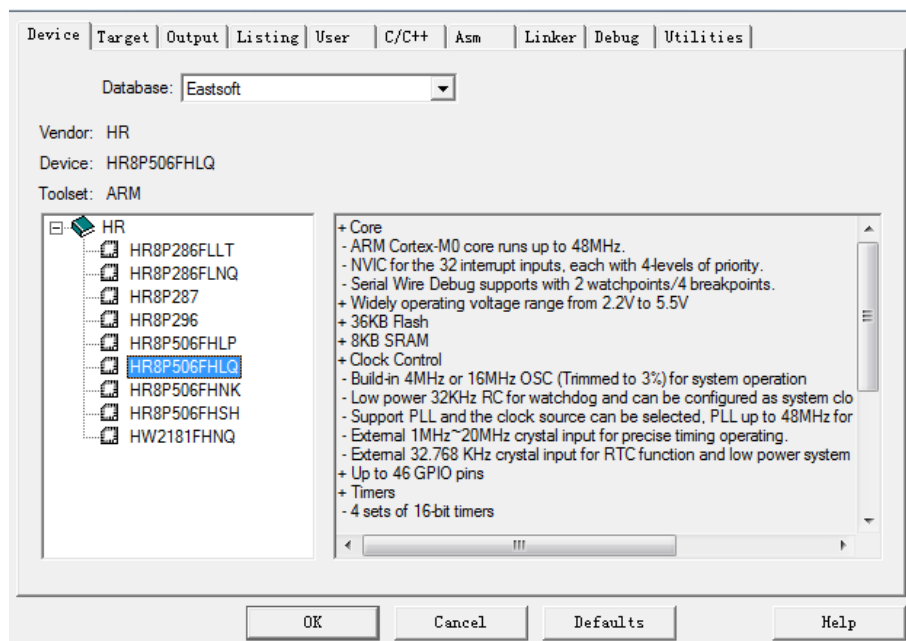 Device Target Output Listing User C/C++ Asm Linker Debug Utilities
Database: Eastsoft
Vendor: HR
Device: HR8P506FHLQ
Toolset: ARM
HR
HR8P286FLLT
HR8P286FLNQ
HR8P287
HR8P296
HR8P506FHLP
HR8P506FHLQ
HR8P506FHNK
HR8P506FHSH
HW2181FHNQ
+ Core
- ARM Cortex-M0 core runs up to 48MHz.
- NVIC for the 32 interrupt inputs, each with 4-levels of priority.
- Serial Wire Debug supports with 2 watchpoints/4 breakpoints.
+ Widely operating voltage range from 2.2V to 5.5V
+ 36KB Flash
+ 8KB SRAM
+ Clock Control
- Build-in 4MHz or 16MHz OSC (Trimmed to 3%) for system operation
- Low power 32KHz RC for watchdog and can be configured as system clo
- Support PLL and the clock source can be selected, PLL up to 48MHz for
- External 1MHz~20MHz crystal input for precise timing operating.
- External 32.768 KHz crystal input for RTC function and low power system
+ Up to 46 GPIO pins
+ Timers
- 4 sets of 16-bit timers
OK Cancel Defaults Help